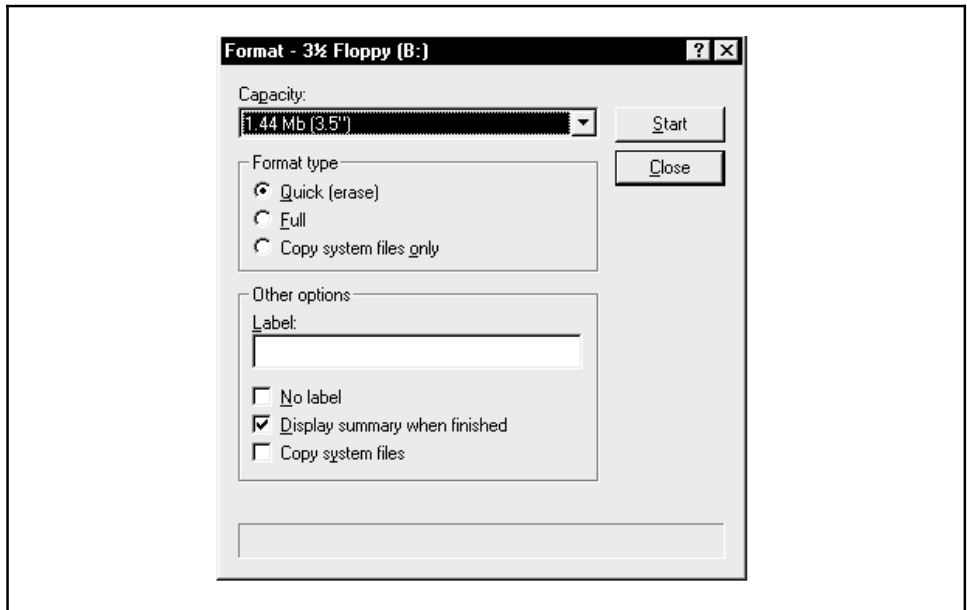 Format - 3½ Floppy (B:)
? ×
Capacity:
1.44 Mb (3.5")
Start
Format type
Close
Quick (erase)
Full
Copy system files only
Other options
Label:
No label
Display summary when finished
Copy system files